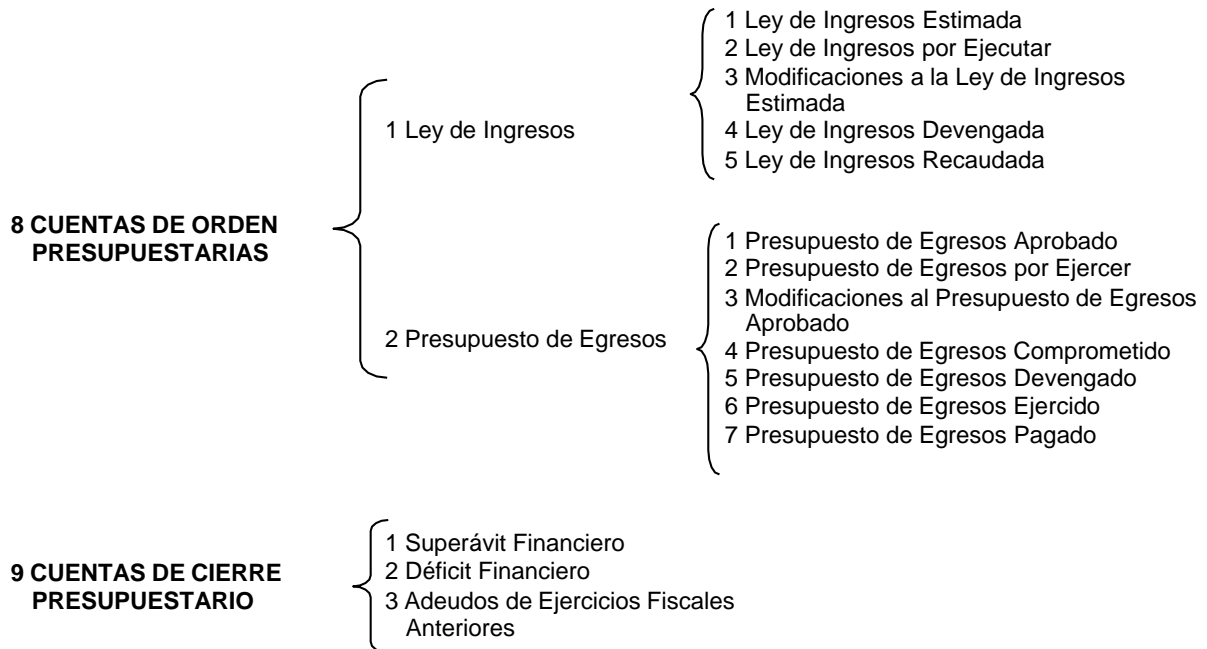 1 Ley de Ingresos Estimada
2 Ley de Ingresos por Ejecutar
3 Modificaciones a la Ley de Ingresos
Estimada
4 Ley de Ingresos Devengada
5 Ley de Ingresos Recaudada
1 Ley de Ingresos
8 CUENTAS DE ORDEN
PRESUPUESTARIAS
1 Presupuesto de Egresos Aprobado
2 Presupuesto de Egresos por Ejercer
3 Modificaciones al Presupuesto de Egresos
Aprobado
4 Presupuesto de Egresos Comprometido
5 Presupuesto de Egresos Devengado
6 Presupuesto de Egresos Ejercido
7 Presupuesto de Egresos Pagado
2 Presupuesto de Egresos
9 CUENTAS DE CIERRE
PRESUPUESTARIO
1 Superávit Financiero
2 Déficit Financiero
3 Adeudos de Ejercicios Fiscales
Anteriores